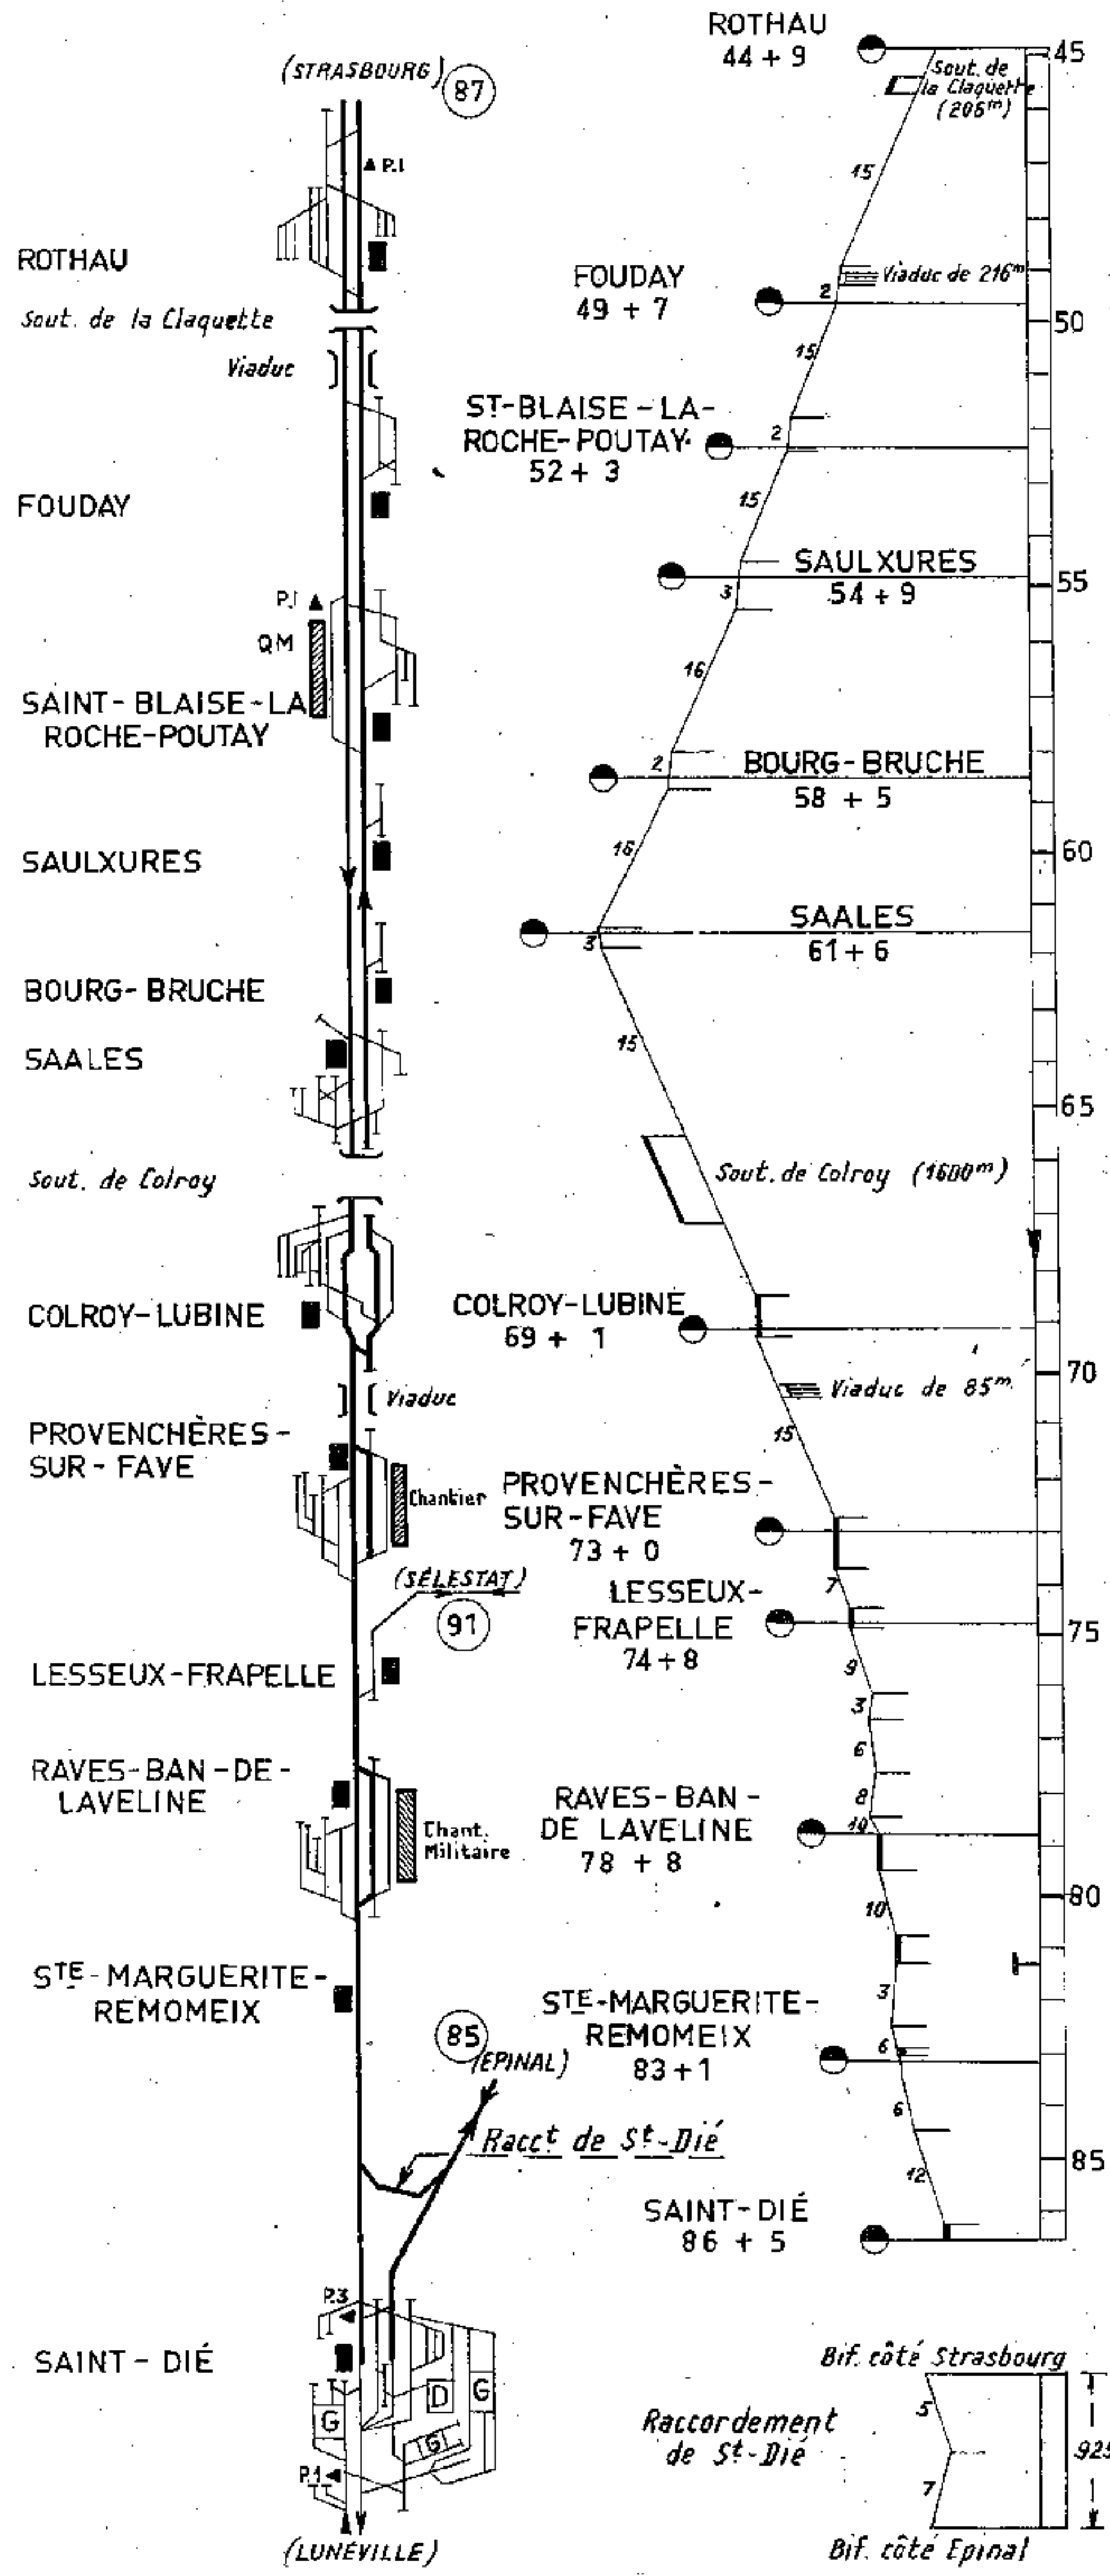 (STRASBOURG)
87
P.1
ROTHAU
Sout. de la Claquette
Viaduc
FOUDAY
P.1
QM
SAINT-BLAISE-LA
ROCHE-POUTAY
SAULXURES
BOURG-BRUCHE
SAALES
Sout. de Colroy
COLROY-LUBINE
Viaduc
PROVENCHÈRES-
SUR-FAVE
Chantier
(SÉLESTAT)
91
LESSEUX-FRAPELLE
RAVES-BAN-DE-
LAVELINE
Chant.
Militaire
STE-MARGUERITE-
REMOMEIX
85
(EPINAL)
Racct de St-Dié
P.3
SAINT-DIÉ
G
D
G
G
P.1
(LUNÉVILLE)
ROTHAU
44 + 9
45
Sout. de
la Claquette
(206m)
15
Viaduc de 216m
FOUDAY
49 + 7
2
50
15
ST-BLAISE-LA-
ROCHE-POUTAY
52 + 3
2
15
SAULXURES
54 + 9
55
3
16
BOURG-BRUCHE
58 + 5
2
16
60
SAALES
61 + 6
3
15
65
Sout. de Colroy (1600m)
COLROY-LUBINE
69 + 1
70
Viaduc de 85m.
15
PROVENCHÈRES-
SUR-FAVE
73 + 0
7
LESSEUX-
FRAPELLE
74 + 8
75
9
3
6
8
10
RAVES-BAN-
DE LAVELINE
78 + 8
80
10
3
STE-MARGUERITE-
REMOMEIX
83 + 1
6
6
85
12
SAINT-DIÉ
86 + 5
Bif. côté Strasbourg
5
Raccordement
de St-Dié
925
7
Bif. côté Epinal